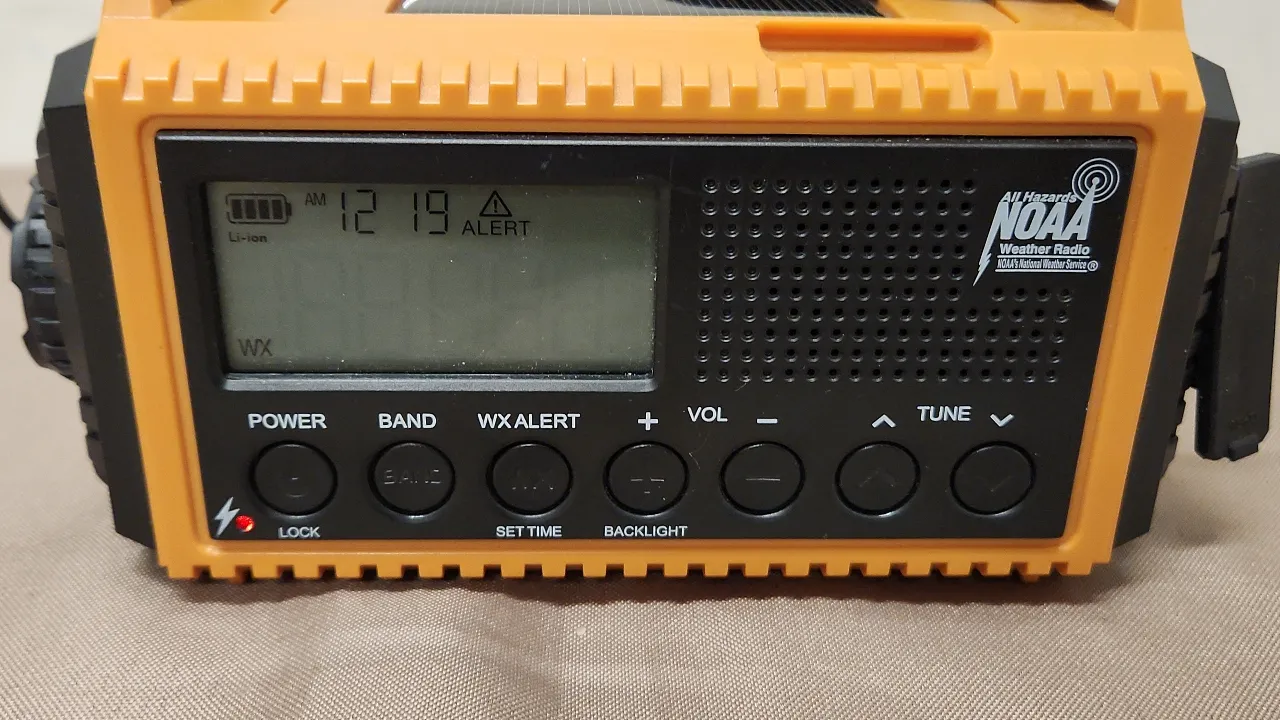 AM 12 19
ALERT
Li-ion
WX
All Hazards
NOAA
Weather Radio
NOAA's National Weather Service ®
POWER BAND WX ALERT + VOL − TUNE
BAND WX
LOCK SET TIME BACKLIGHT